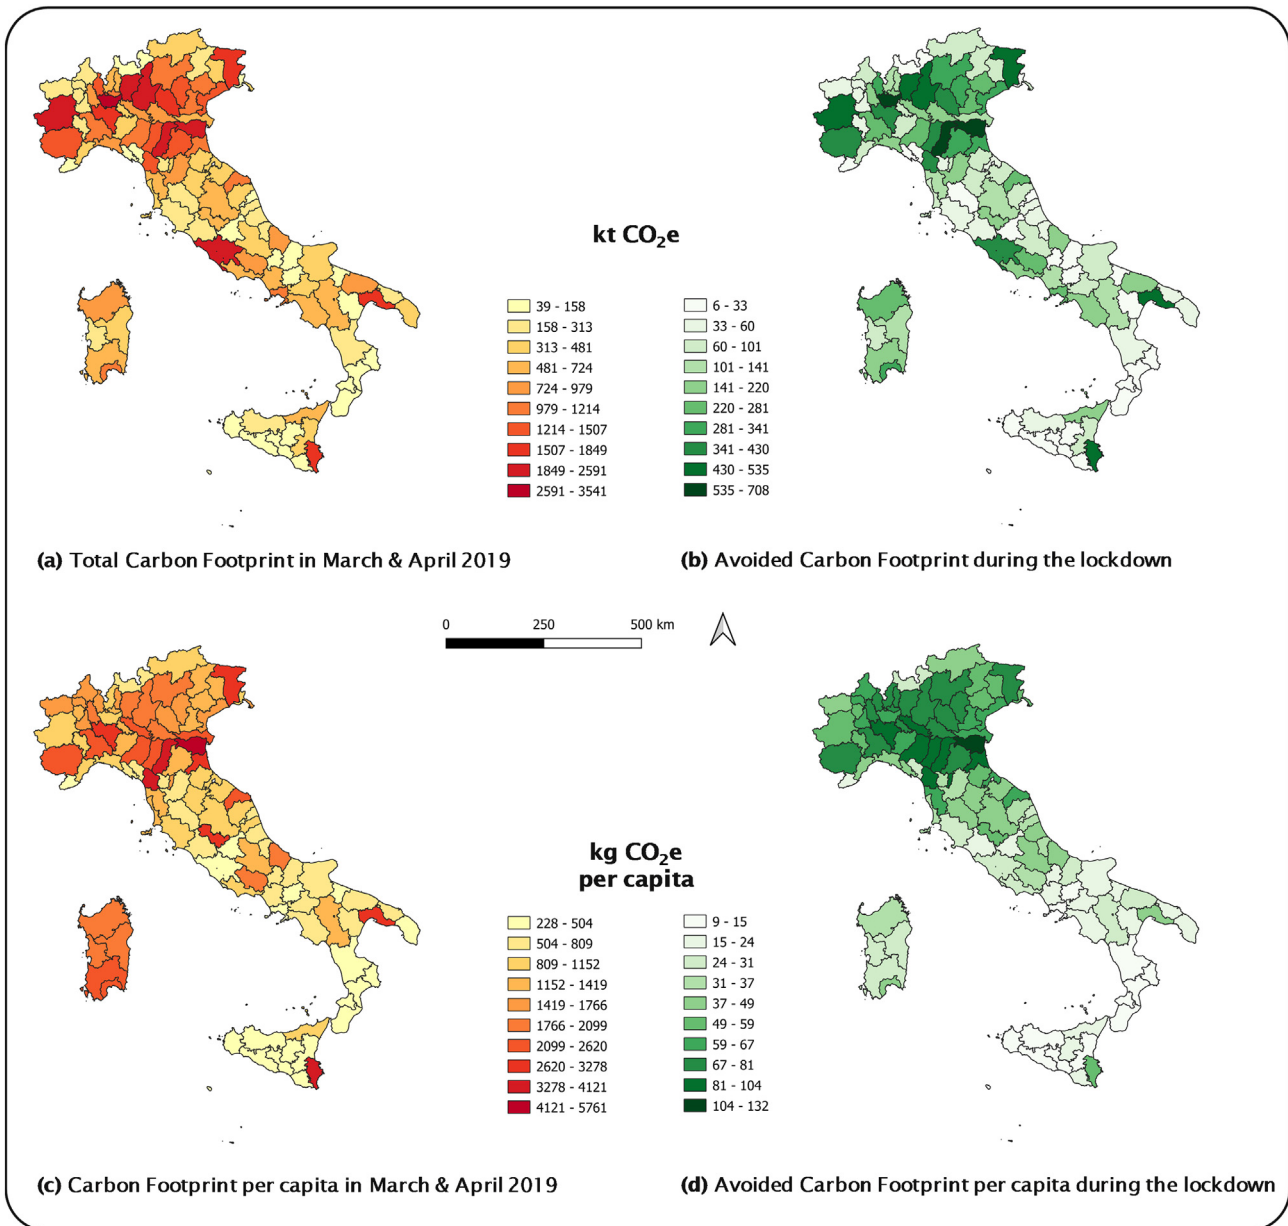 kt CO₂e
39 - 158
158 - 313
313 - 481
481 - 724
724 - 979
979 - 1214
1214 - 1507
1507 - 1849
1849 - 2591
2591 - 3541
6 - 33
33 - 60
60 - 101
101 - 141
141 - 220
220 - 281
281 - 341
341 - 430
430 - 535
535 - 708
(a) Total Carbon Footprint in March & April 2019
(b) Avoided Carbon Footprint during the lockdown
0 250 500 km
kg CO₂e
per capita
228 - 504
504 - 809
809 - 1152
1152 - 1419
1419 - 1766
1766 - 2099
2099 - 2620
2620 - 3278
3278 - 4121
4121 - 5761
9 - 15
15 - 24
24 - 31
31 - 37
37 - 49
49 - 59
59 - 67
67 - 81
81 - 104
104 - 132
(c) Carbon Footprint per capita in March & April 2019
(d) Avoided Carbon Footprint per capita during the lockdown